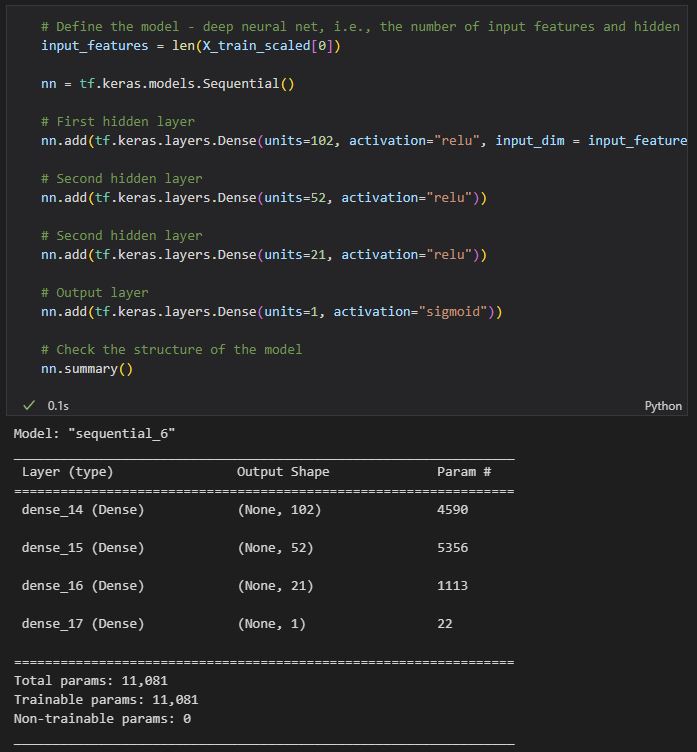 # Define the model - deep neural net, i.e., the number of input features and hidden
input_features = len(X_train_scaled[0])
nn = tf.keras.models.Sequential()
# First hidden layer
nn.add(tf.keras.layers.Dense(units=102, activation="relu", input_dim = input_feature
# Second hidden layer
nn.add(tf.keras.layers.Dense(units=52, activation="relu"))
# Second hidden layer
nn.add(tf.keras.layers.Dense(units=21, activation="relu"))
# Output layer
nn.add(tf.keras.layers.Dense(units=1, activation="sigmoid"))
# Check the structure of the model
nn.summary()
✓ 0.1s Python
Model: "sequential_6"
_________________________________________________________________
Layer (type) Output Shape Param #
=================================================================
dense_14 (Dense) (None, 102) 4590
dense_15 (Dense) (None, 52) 5356
dense_16 (Dense) (None, 21) 1113
dense_17 (Dense) (None, 1) 22
=================================================================
Total params: 11,081
Trainable params: 11,081
Non-trainable params: 0
_________________________________________________________________